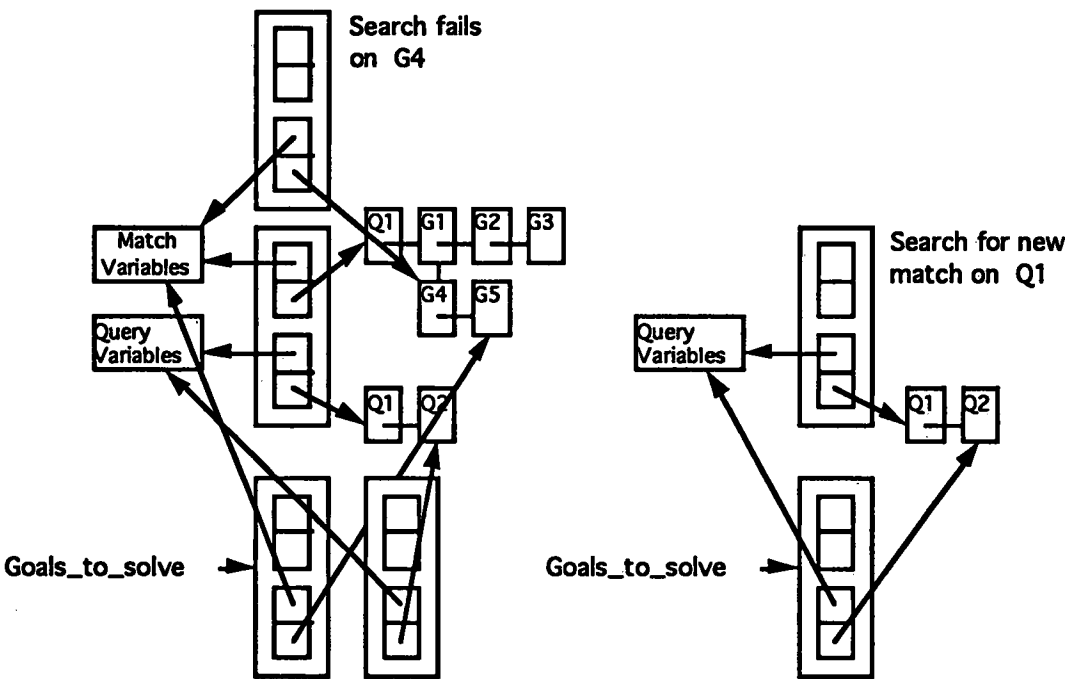 Search fails
on G4
Q1 G1 G2 G3
Match
Variables
G4 G5
Query
Variables
Q1 Q2
Goals_to_solve
Search for new
match on Q1
Query
Variables
Q1 Q2
Goals_to_solve